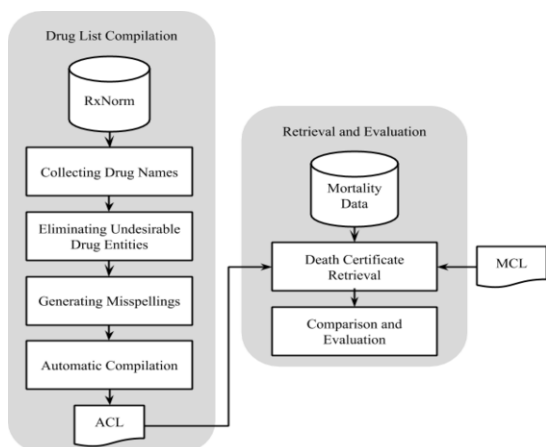 Drug List Compilation
RxNorm
Collecting Drug Names
Eliminating Undesirable
Drug Entities
Generating Misspellings
Automatic Compilation
ACL
Retrieval and Evaluation
Mortality
Data
Death Certificate
Retrieval
MCL
Comparison and
Evaluation